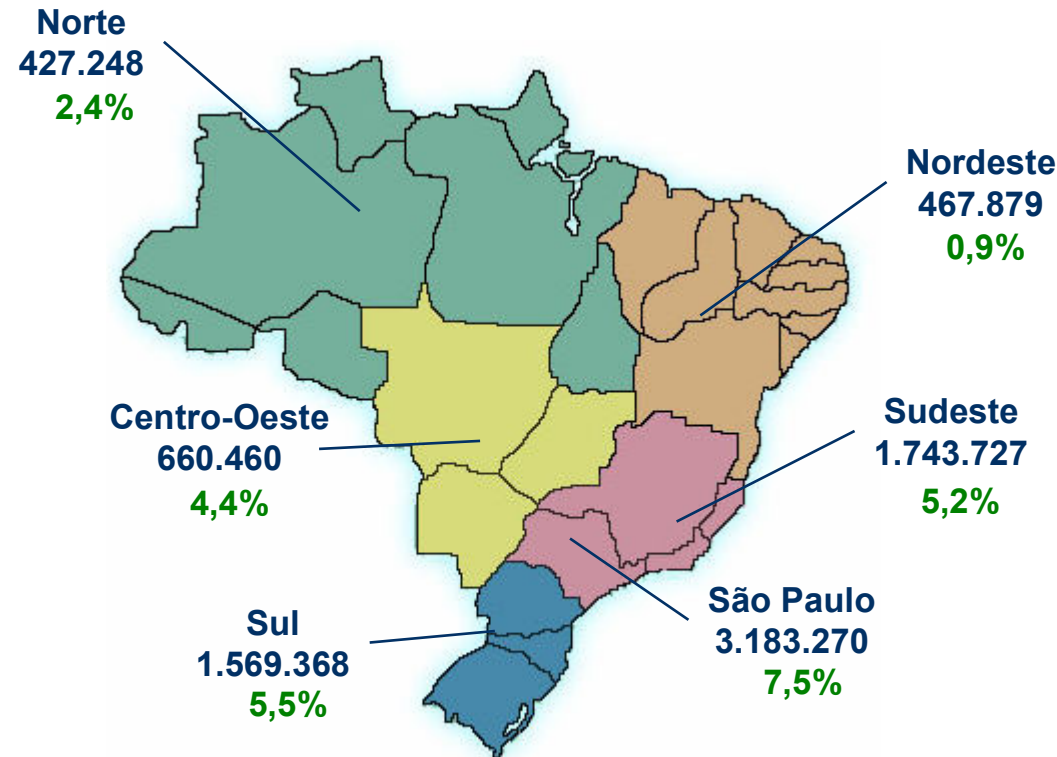 Norte
427.248
2,4%
Nordeste
467.879
0,9%
Centro-Oeste
660.460
4,4%
Sudeste
1.743.727
5,2%
São Paulo
3.183.270
7,5%
Sul
1.569.368
5,5%